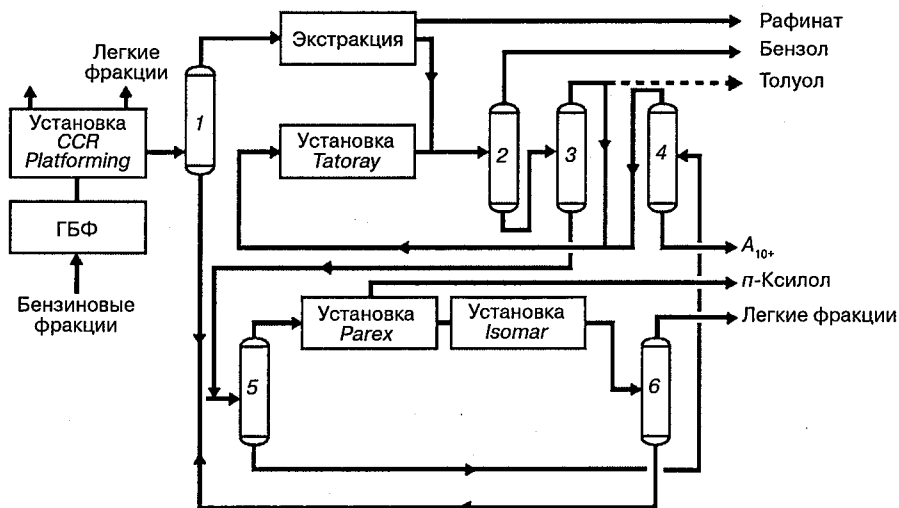 Рафинат
Бензол
Толуол
Экстракция
Легкие
фракции
1
Установка
CCR
Platforming
Установка
Tatoray
2
3
4
ГБФ
Бензиновые
фракции
A10+
п-Ксилол
Легкие фракции
Установка
Parex
Установка
Isomar
5
6